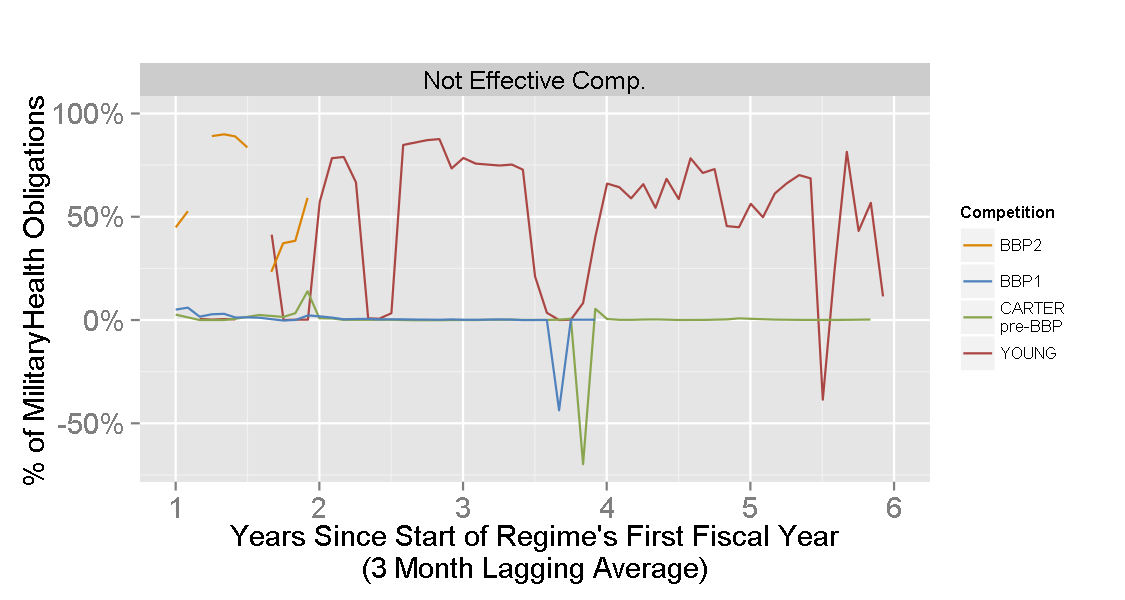 Not Effective Comp.
% of MilitaryHealth Obligations
100%
50%
0%
-50%
1 2 3 4 5 6
Years Since Start of Regime's First Fiscal Year
(3 Month Lagging Average)
Competition
BBP2
BBP1
CARTER
pre-BBP
YOUNG